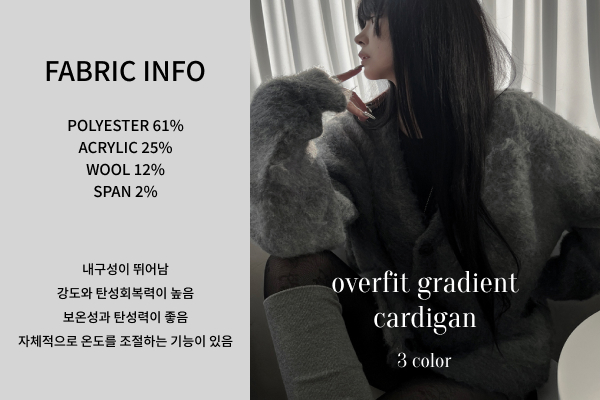 FABRIC INFO
POLYESTER 61%
ACRYLIC 25%
WOOL 12%
SPAN 2%
내구성이 뛰어남
강도와 탄성회복력이 높음
보온성과 탄성력이 좋음
자체적으로 온도를 조절하는 기능이 있음
overfit gradient
cardigan
3 color